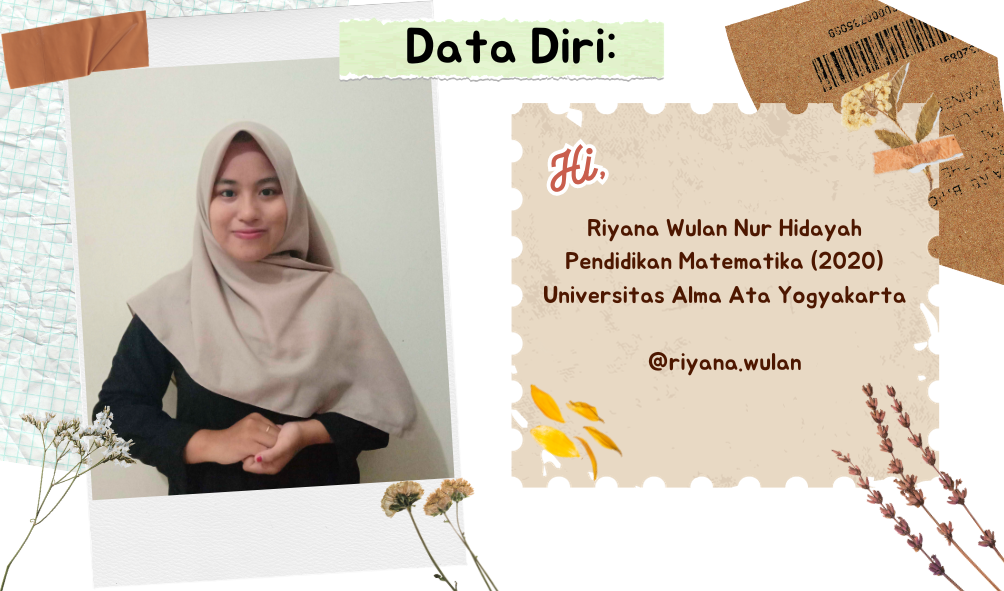 Data Diri:
Hi,
Riyana Wulan Nur Hidayah
Pendidikan Matematika (2020)
Universitas Alma Ata Yogyakarta
@riyana.wulan